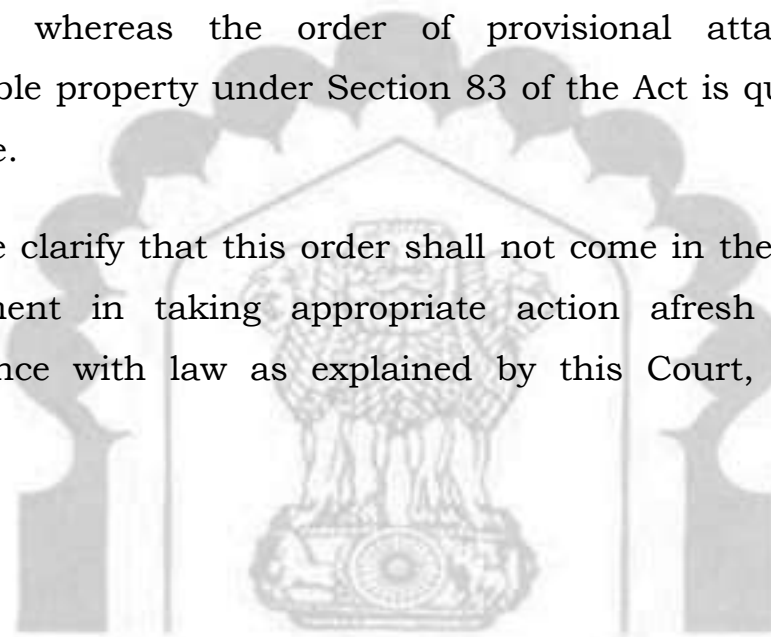 whereas the order of provisional atta
ble property under Section 83 of the Act is qu
e.
e clarify that this order shall not come in the
nent in taking appropriate action afresh
nce with law as explained by this Court,